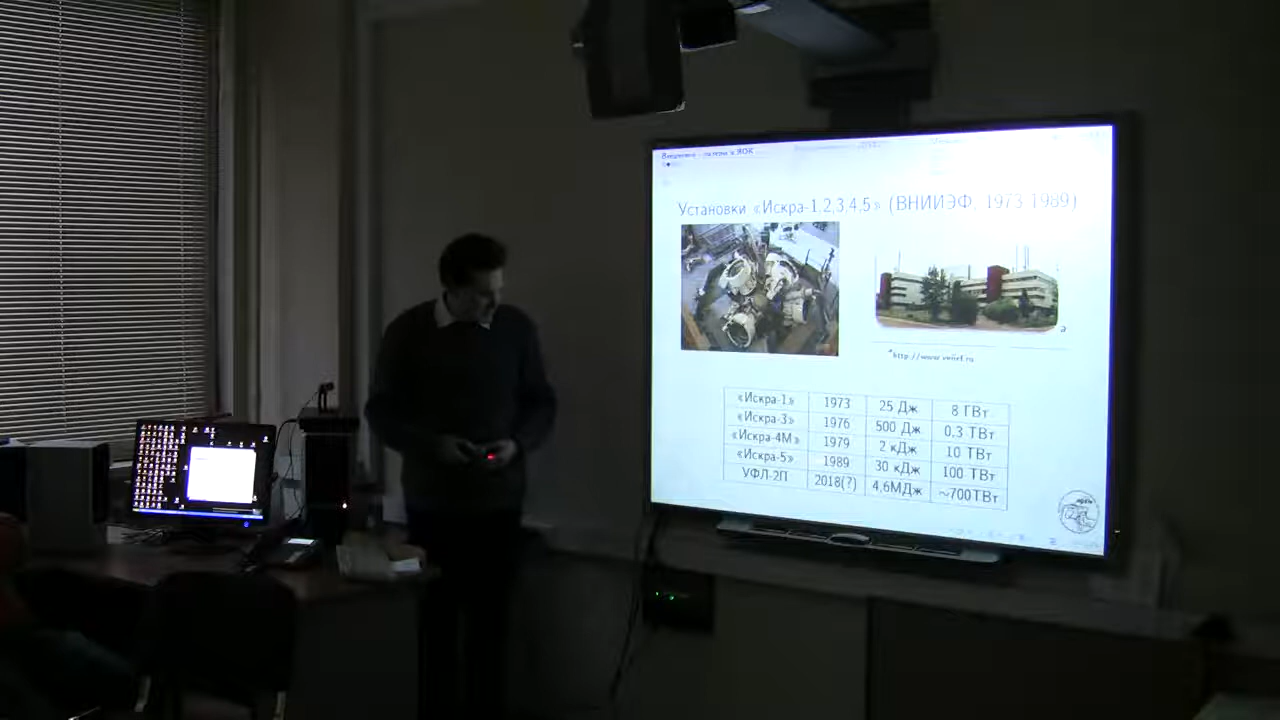 Установки «Искра-1,2,3,4,5» (ВНИИЭФ, 1973 1989)
a
«Искра-1» 1973 25 Дж 8 ГВт
«Искра-3» 1976 500 Дж 0,3 ТВт
«Искра-4М» 1979 2 кДж 10 ТВт
«Искра-5» 1989 30 кДж 100 ТВт
УФЛ-2П 2018(?) 4,6МДж ~700ТВт